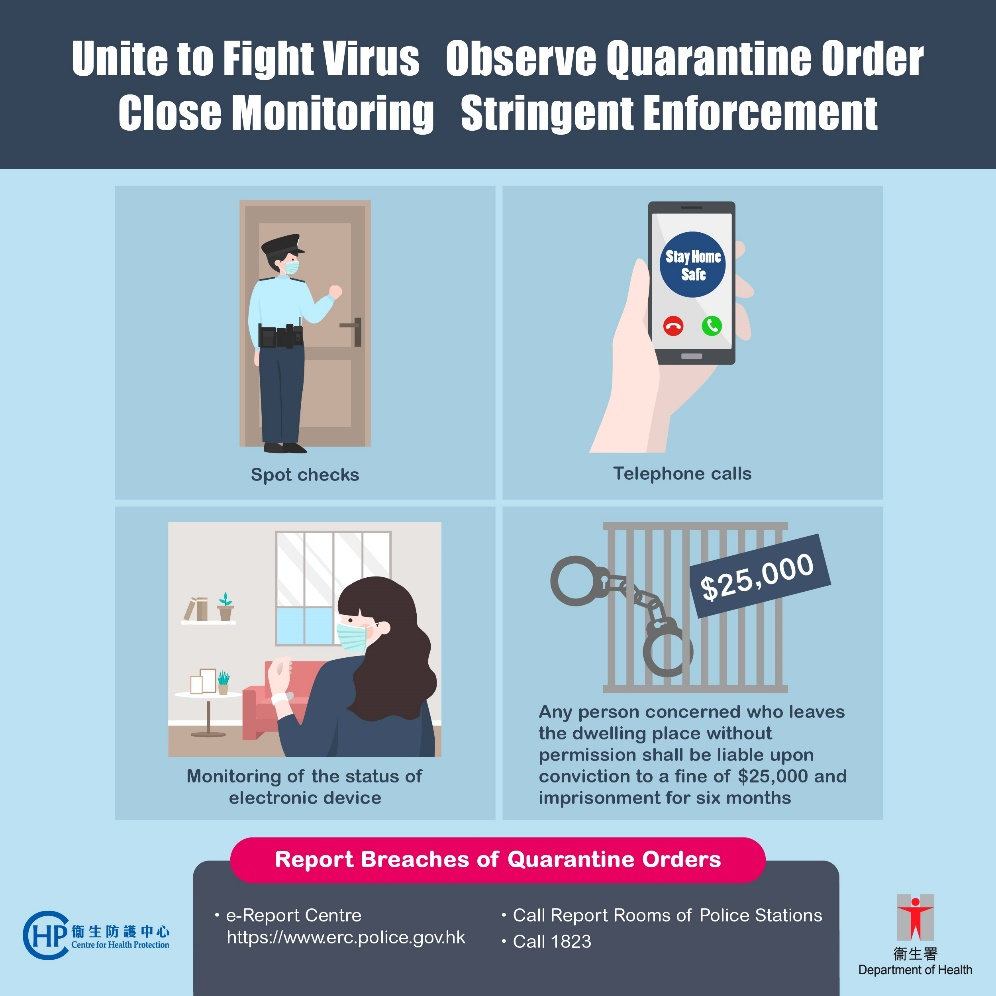 Unite to Fight Virus Observe Quarantine Order
Close Monitoring Stringent Enforcement
Spot checks
Stay Home
Safe
Telephone calls
Monitoring of the status of
electronic device
$25,000
Any person concerned who leaves
the dwelling place without
permission shall be liable upon
conviction to a fine of $25,000 and
imprisonment for six months
Report Breaches of Quarantine Orders
• e-Report Centre
https://www.erc.police.gov.hk
• Call Report Rooms of Police Stations
• Call 1823
CHP
衞生防護中心
Centre for Health Protection
衞生署
Department of Health